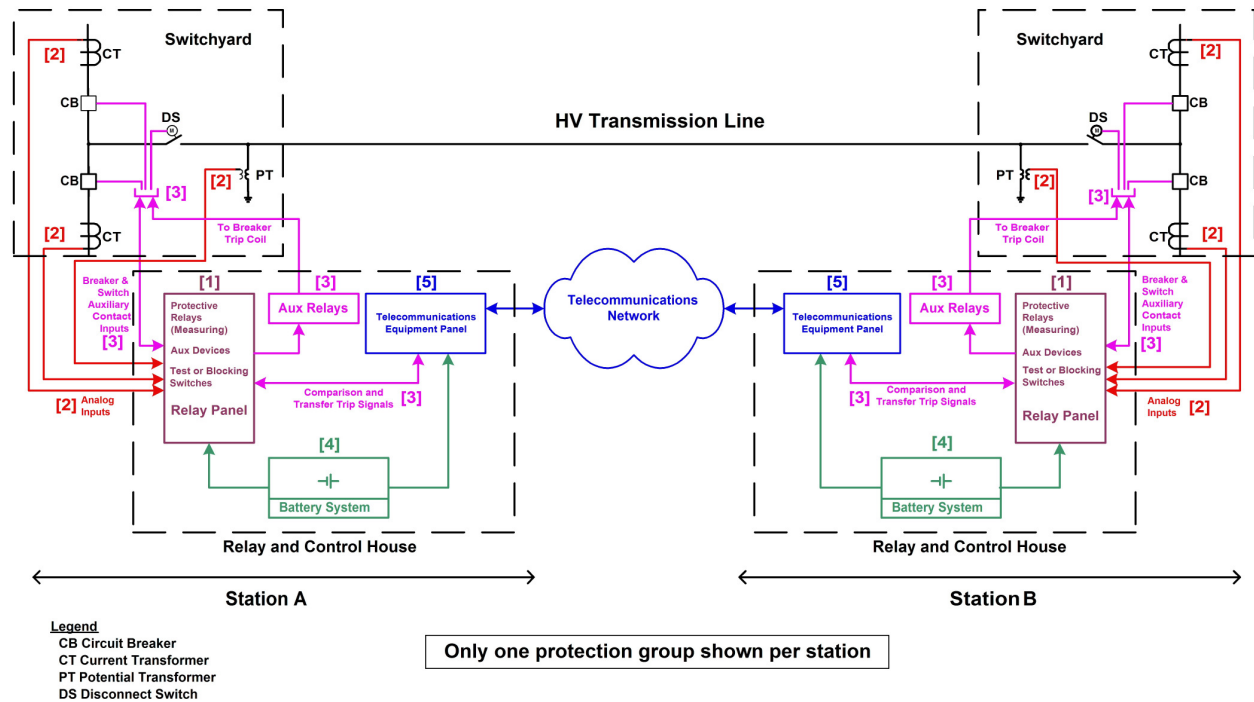 Switchyard
[2]
CT
CB
DS
M
CB
[3]
[2]
PT
[2]
CT
To Breaker
Trip Coil
HV Transmission Line
Switchyard
CT
[2]
CB
DS
M
PT
[2]
[3]
CB
CT
[2]
To Breaker
Trip Coil
Breaker &
Switch
Auxiliary
Contact
Inputs
[3]
[2] Analog
Inputs
[1]
Protective
Relays
(Measuring)
Aux Devices
Test or Blocking
Switches
Relay Panel
[3]
Aux Relays
[5]
Telecommunications
Equipment Panel
Comparison and
Transfer Trip Signals
[3]
[4]
Battery System
Relay and Control House
Telecommunications
Network
[5]
Telecommunications
Equipment Panel
[3]
Aux Relays
[1]
Protective
Relays
(Measuring)
Aux Devices
Test or Blocking
Switches
Relay Panel
Breaker &
Switch
Auxiliary
Contact
Inputs
[3]
Analog
Inputs
[2]
Comparison and
[3] Transfer Trip Signals
[4]
Battery System
Relay and Control House
Station A
Station B
Legend
CB Circuit Breaker
CT Current Transformer
PT Potential Transformer
DS Disconnect Switch
Only one protection group shown per station